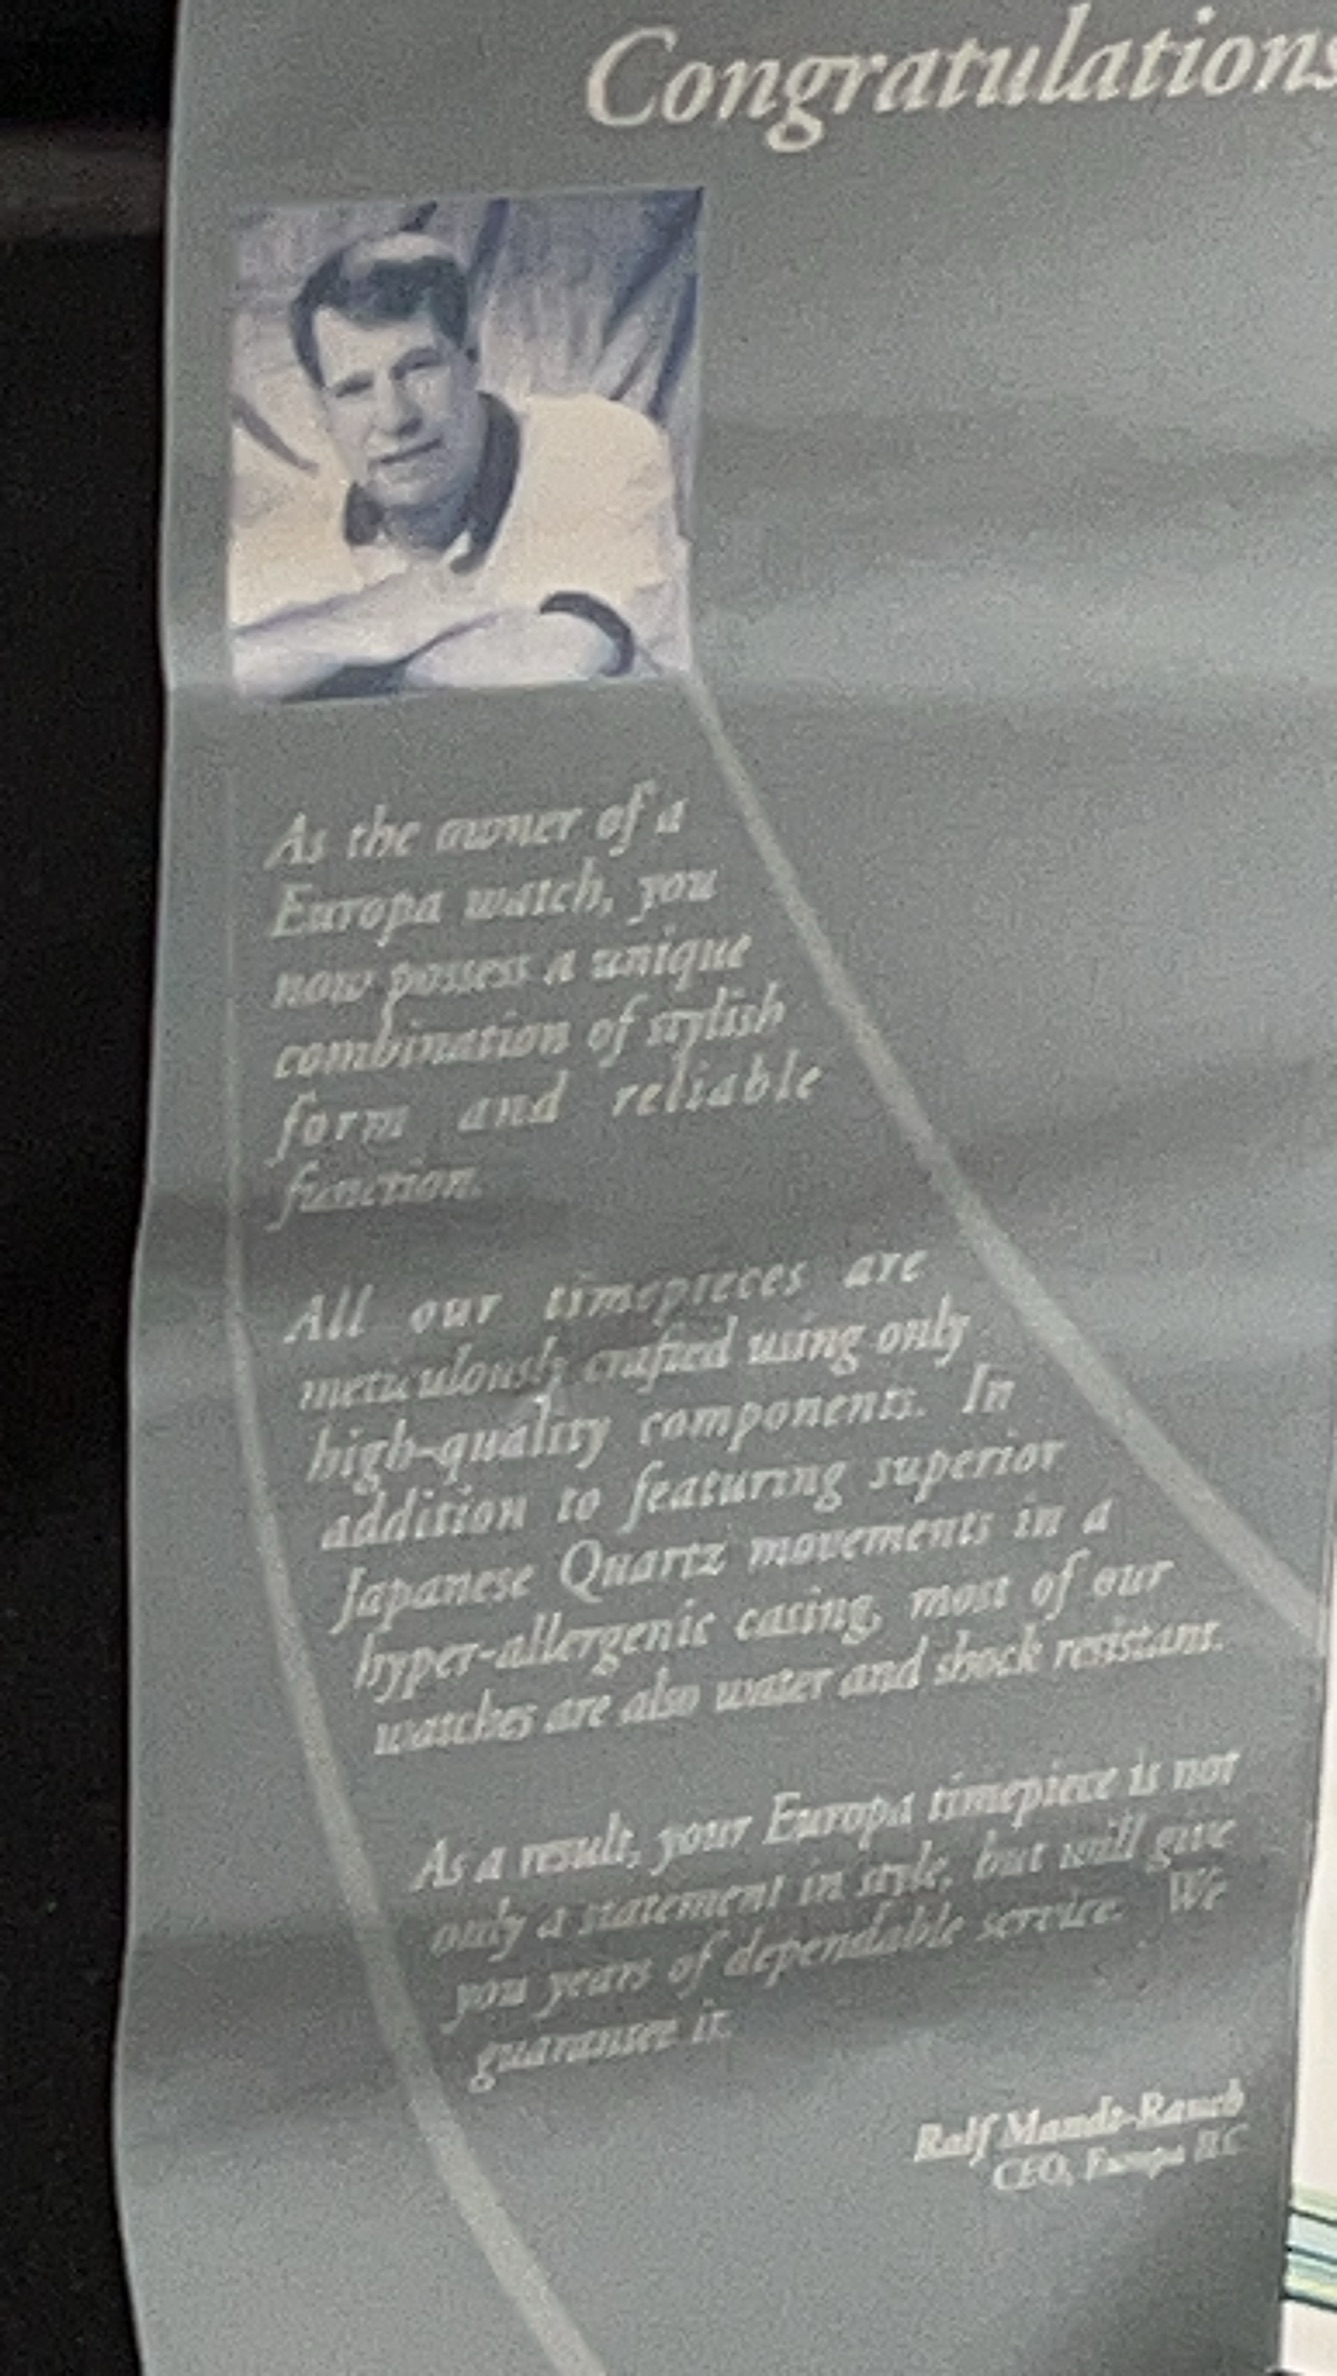 Congratulations
As the owner of a
Europa watch, you
now possess a unique
combination of stylish
form and reliable
function.
All our timepieces are
meticulously crafted using only
high-quality components. In
addition to featuring superior
Japanese Quartz movements in a
hyper-allergenic casing, most of our
watches are also water and shock resistant.
As a result, your Europa timepiece is not
only a statement in style, but will give
you years of dependable service. We
guarantee it.
Ralf
CEO, Europa